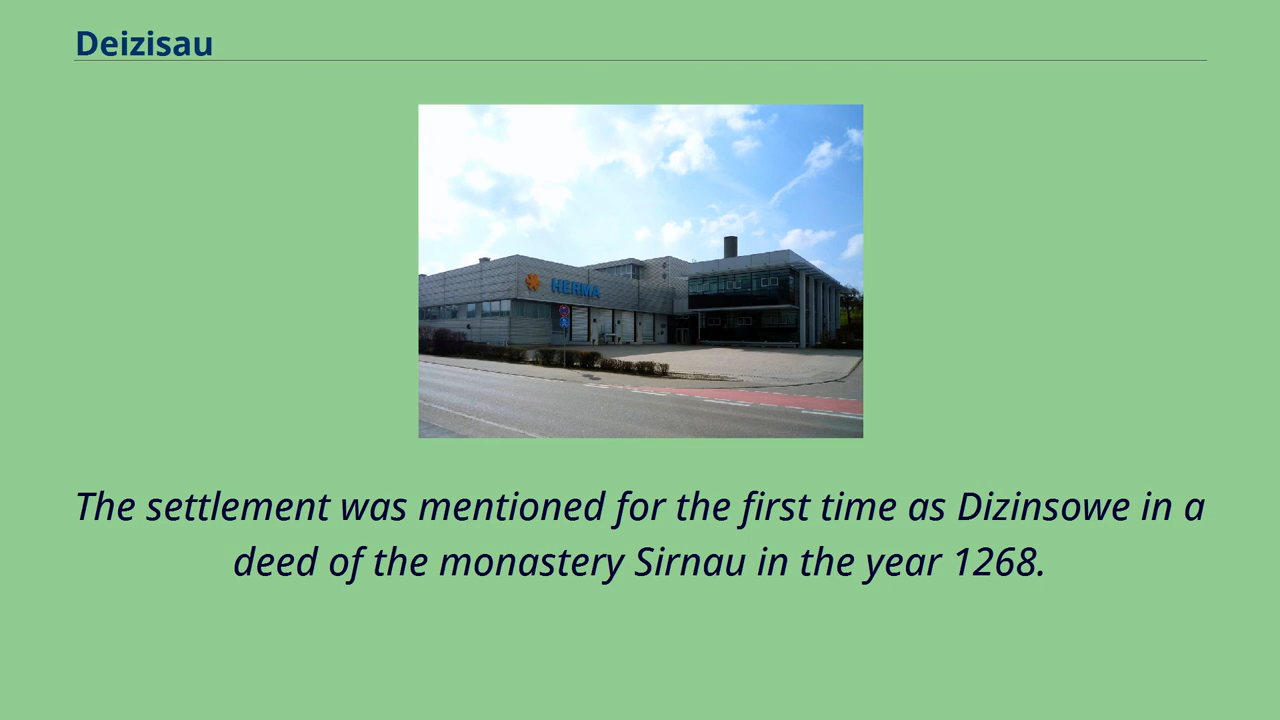 Deizisau
HERMA
The settlement was mentioned for the first time as Dizinsowe in a
deed of the monastery Sirnau in the year 1268.